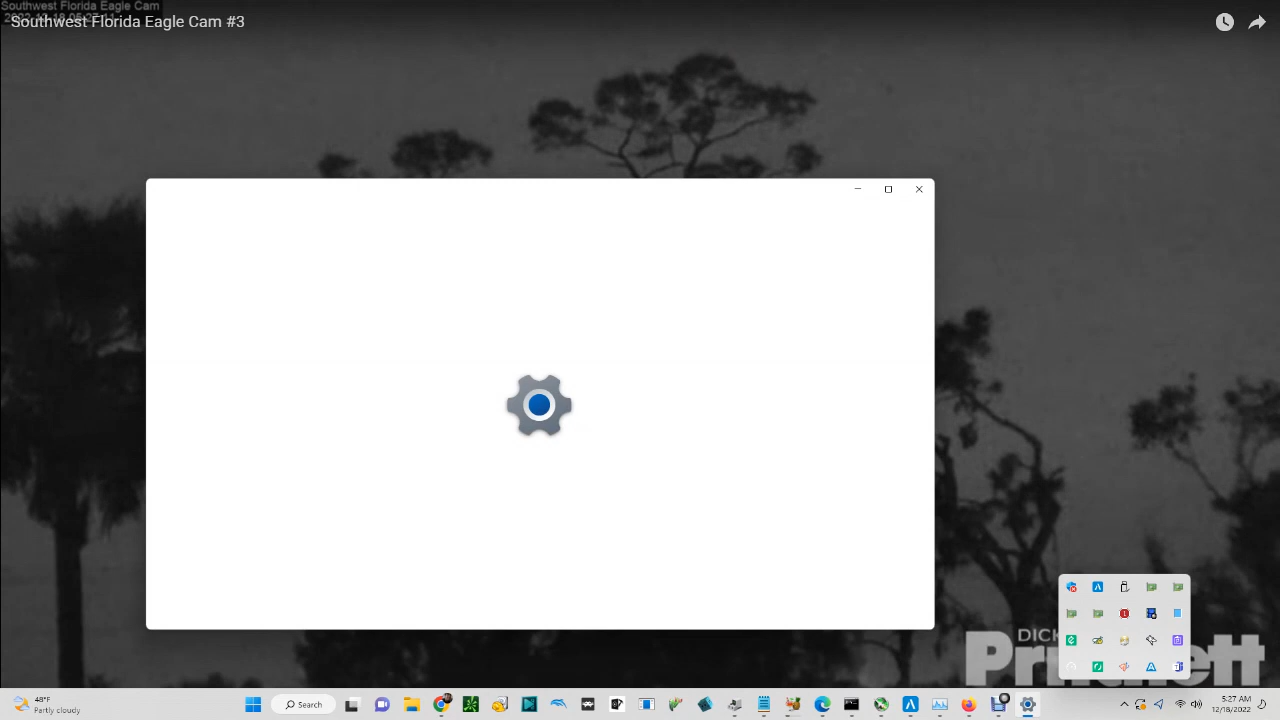 Southwest Florida Eagle Cam
Southwest Florida Eagle Cam #3
DICK
Pritchett
48°F
Partly cloudy
Search
5:27 AM
12/18/2022